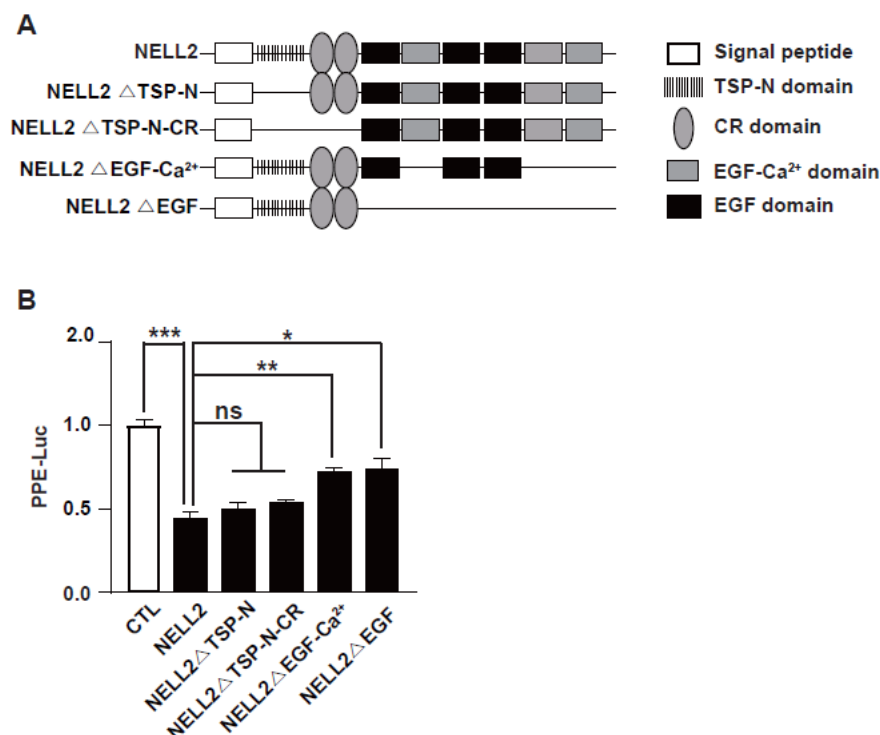 A
NELL2
NELL2 △TSP-N
NELL2 △TSP-N-CR
NELL2 △EGF-Ca²⁺
NELL2 △EGF
Signal peptide
TSP-N domain
CR domain
EGF-Ca²⁺ domain
EGF domain
B
PPE-Luc
2.0
1.0
0.5
0.0
***
ns
**
*
CTL
NELL2
NELL2△TSP-N
NELL2△TSP-N-CR
NELL2△EGF-Ca²⁺
NELL2△EGF